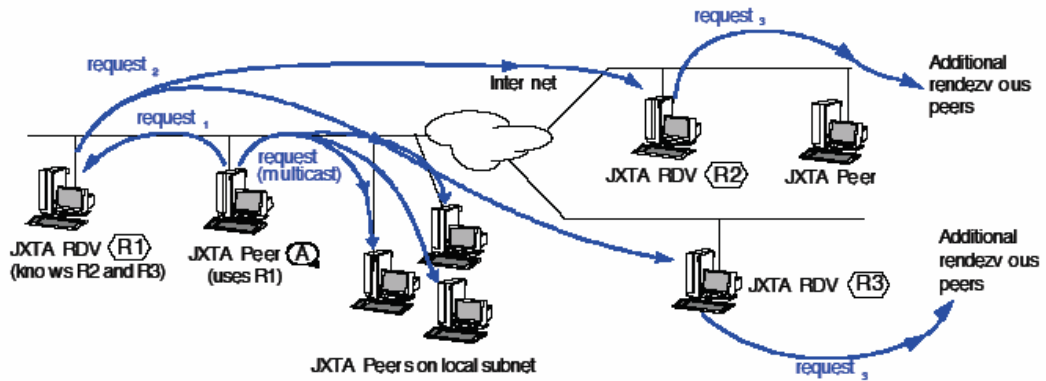 request 3
request 2
Inter net
Additional
rendezv ous
peers
request 1
request
(multicast)
JXTA RDV R2
JXTA Peer
JXTA RDV R1
(kno ws R2 and R3)
JXTA Peer A
(uses R1)
Additional
rendezv ous
peers
JXTA RDV R3
JXTA Peers on local subnet
request 3